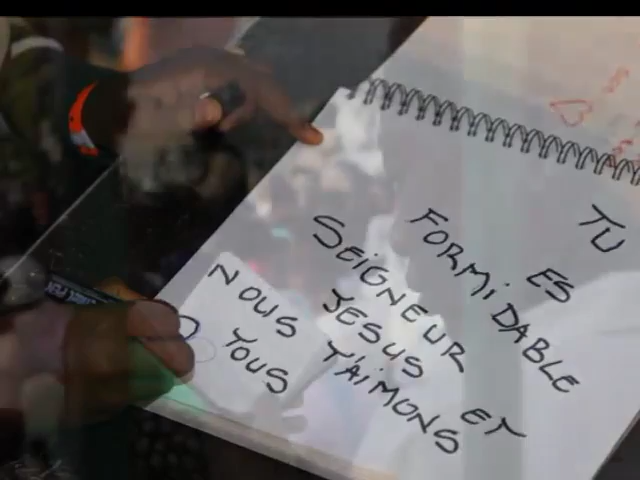 TU
ES
FORMIDABLE
SEIGNEUR
JESUS ET
NOUS T'AIMONS
TOUS